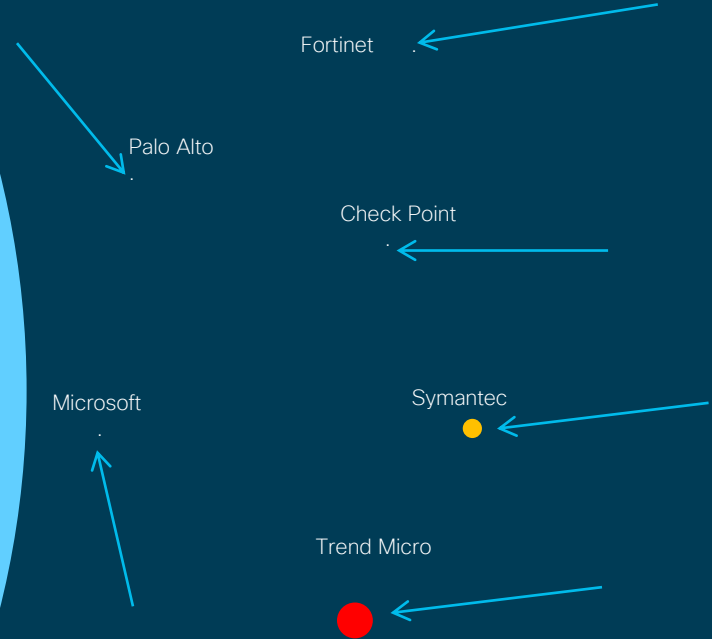 Fortinet
Palo Alto
Check Point
Symantec
Microsoft
Trend Micro